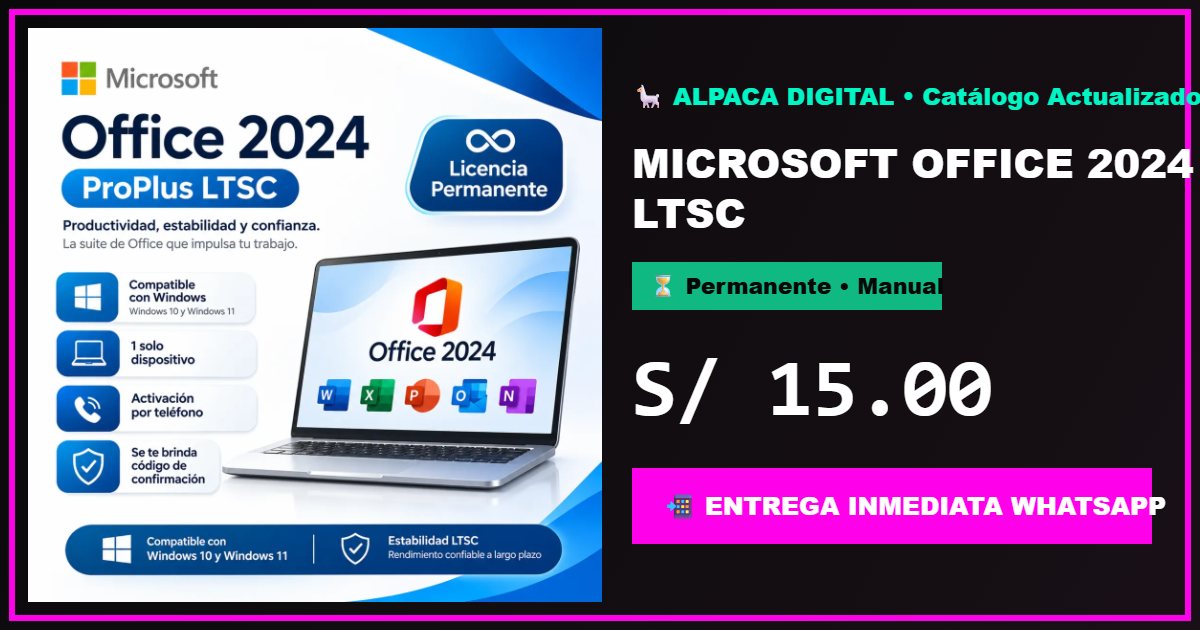 Microsoft
Office 2024
ProPlus LTSC
Productividad, estabilidad y confianza.
La suite de Office que impulsa tu trabajo.
Licencia
Permanente
Compatible
con Windows
Windows 10 y Windows 11
1 solo
dispositivo
Activación
por teléfono
Se te brinda
código de
confirmación
Office 2024
W X P O N
Compatible con
Windows 10 y Windows 11
Estabilidad LTSC
Rendimiento confiable a largo plazo
🦙 ALPACA DIGITAL • Catálogo Actualizado
MICROSOFT OFFICE 2024
LTSC
⏳ Permanente • Manual
S/ 15.00
📲 ENTREGA INMEDIATA WHATSAPP